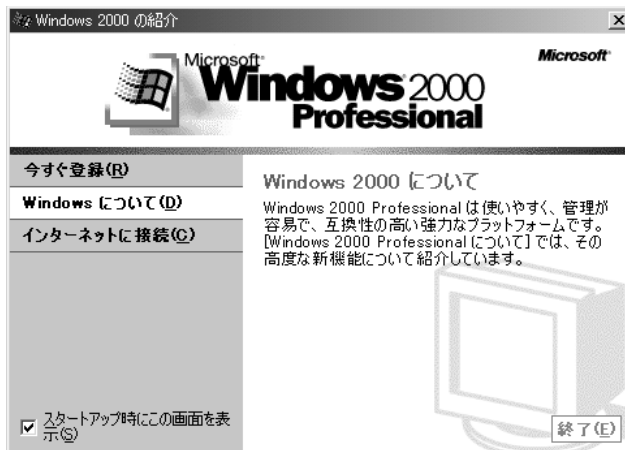 Windows 2000 の紹介
Microsoft
Microsoft
Windows 2000
Professional
今すぐ登録(R)
Windows について(D)
インターネットに接続(C)
Windows 2000 について
Windows 2000 Professional は使いやすく、管理が
容易で、互換性の高い強力なプラットフォームです。
[Windows 2000 Professional について] では、その
高度な新機能について紹介しています。
スタートアップ時にこの画面を表
示(S)
終了(E)